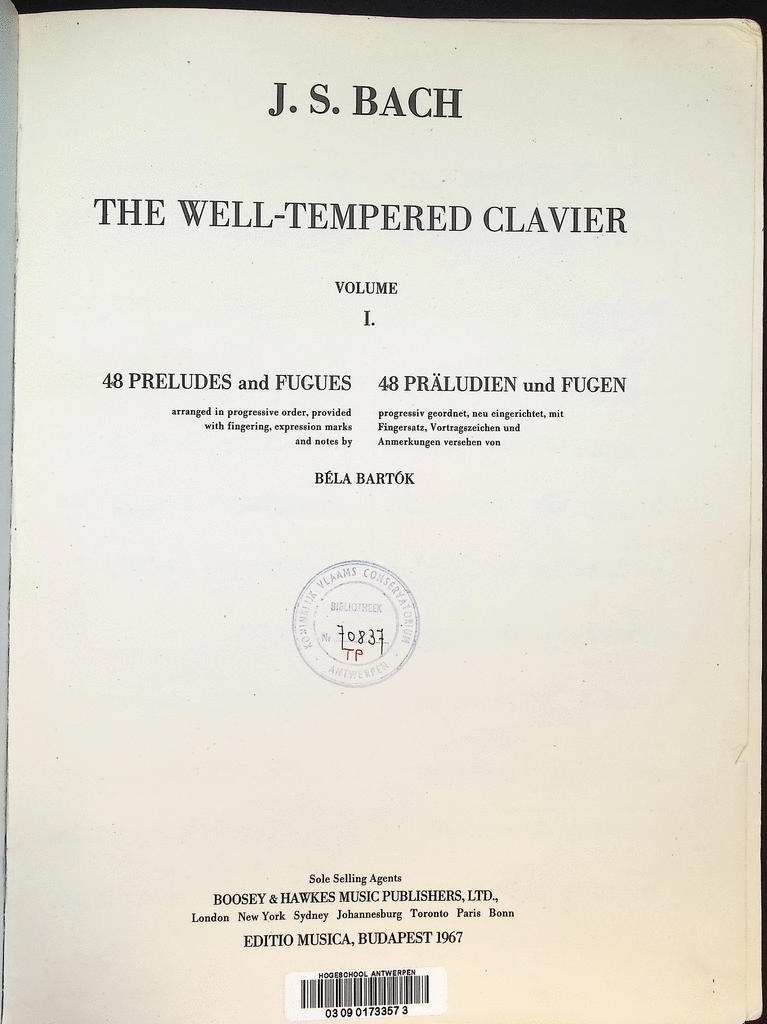 J. S. BACH
THE WELL-TEMPERED CLAVIER
VOLUME
I.
48 PRELUDES and FUGUES
arranged in progressive order, provided
with fingering, expression marks
and notes by
48 PRÄLUDIEN und FUGEN
progressiv geordnet, neu eingerichtet, mit
Fingersatz, Vortragszeichen und
Anmerkungen versehen von
BÉLA BARTÓK
KONINKLIJK VLAAMS CONSERVATORIUM
BIBLIOTHEEK
Nr 70837
TP
ANTWERPEN
Sole Selling Agents
BOOSEY & HAWKES MUSIC PUBLISHERS, LTD.,
London New York Sydney Johannesburg Toronto Paris Bonn
EDITIO MUSICA, BUDAPEST 1967
HOGESCHOOL ANTWERPEN
03 09 0173357 3